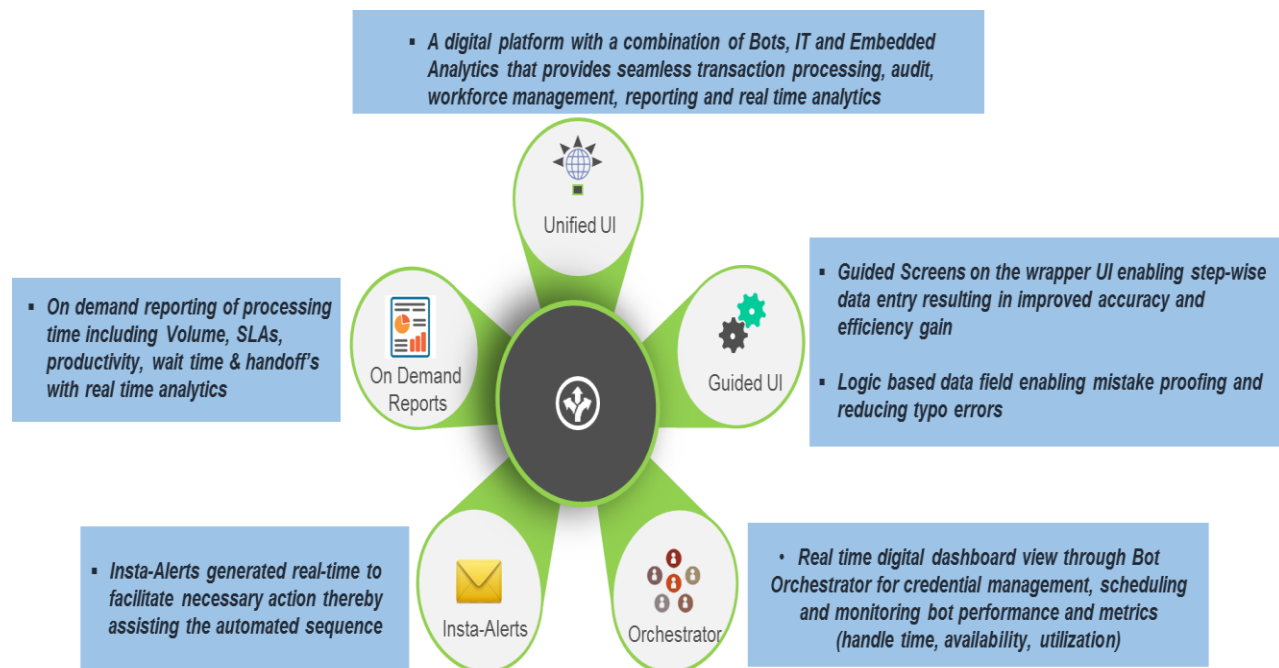 ▪ A digital platform with a combination of Bots, IT and Embedded
Analytics that provides seamless transaction processing, audit,
workforce management, reporting and real time analytics
Unified UI
▪ On demand reporting of processing
time including Volume, SLAs,
productivity, wait time & handoff's
with real time analytics
On Demand
Reports
Guided UI
▪ Guided Screens on the wrapper UI enabling step-wise
data entry resulting in improved accuracy and
efficiency gain
▪ Logic based data field enabling mistake proofing and
reducing typo errors
▪ Insta-Alerts generated real-time to
facilitate necessary action thereby
assisting the automated sequence
Insta-Alerts
Orchestrator
• Real time digital dashboard view through Bot
Orchestrator for credential management, scheduling
and monitoring bot performance and metrics
(handle time, availability, utilization)